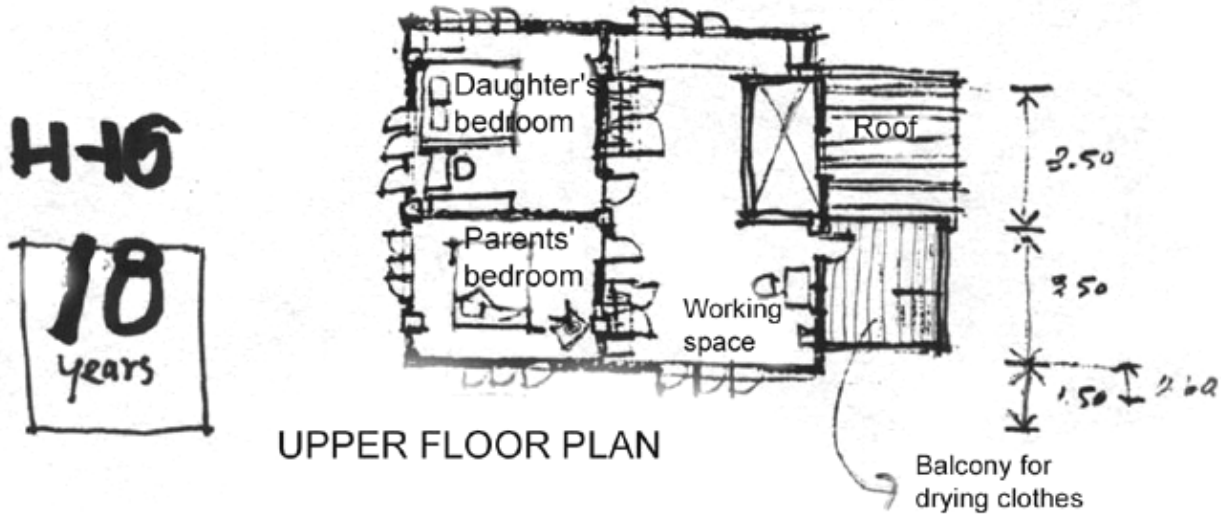 H-16
18
years
Daughter's
bedroom
Parents'
bedroom
Roof
Working
space
3.50
3.50
1.50
UPPER FLOOR PLAN
Balcony for
drying clothes